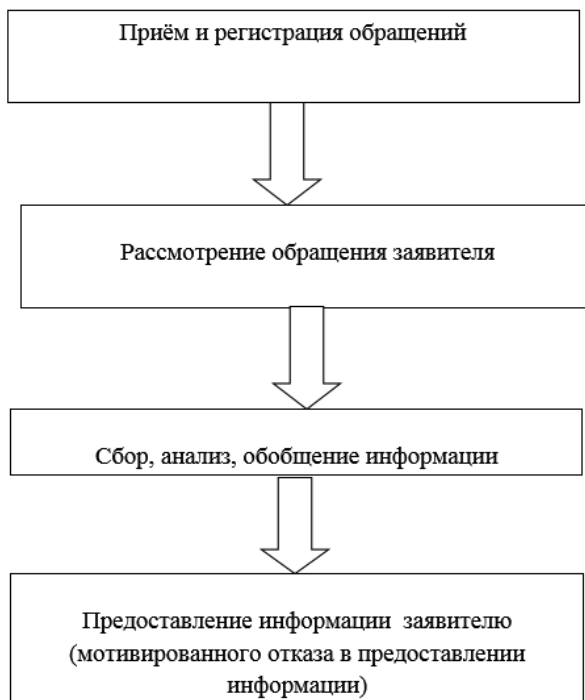 Приём и регистрация обращений
Рассмотрение обращения заявителя
Сбор, анализ, обобщение информации
Предоставление информации заявителю
(мотивированного отказа в предоставлении
информации)